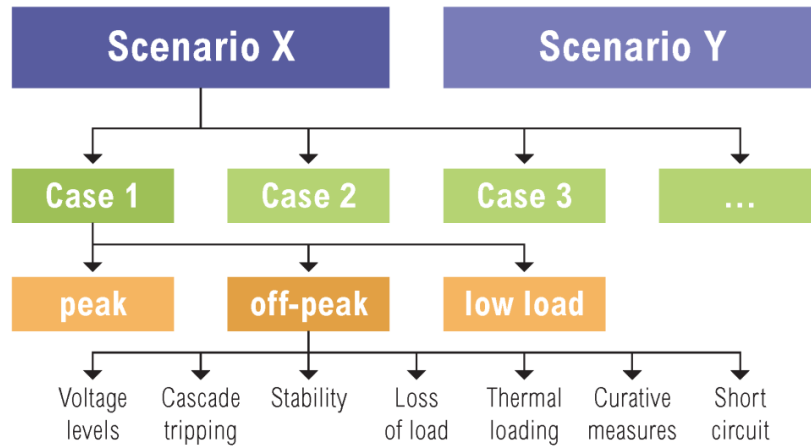 Scenario X
Scenario Y
Case 1
Case 2
Case 3
...
peak
off-peak
low load
Voltage
levels
Cascade
tripping
Stability
Loss
of load
Thermal
loading
Curative
measures
Short
circuit